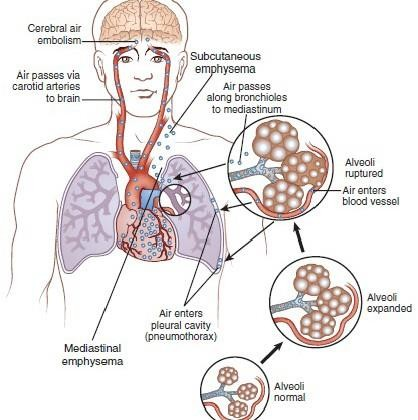 Cerebral air
embolism
Subcutaneous
emphysema
Air passes via
carotid arteries
to brain
Air passes
along bronchioles
to mediastinum
Alveoli
ruptured
Air enters
blood vessel
Alveoli
expanded
Air enters
pleural cavity
(pneumothorax)
Mediastinal
emphysema
Alveoli
normal